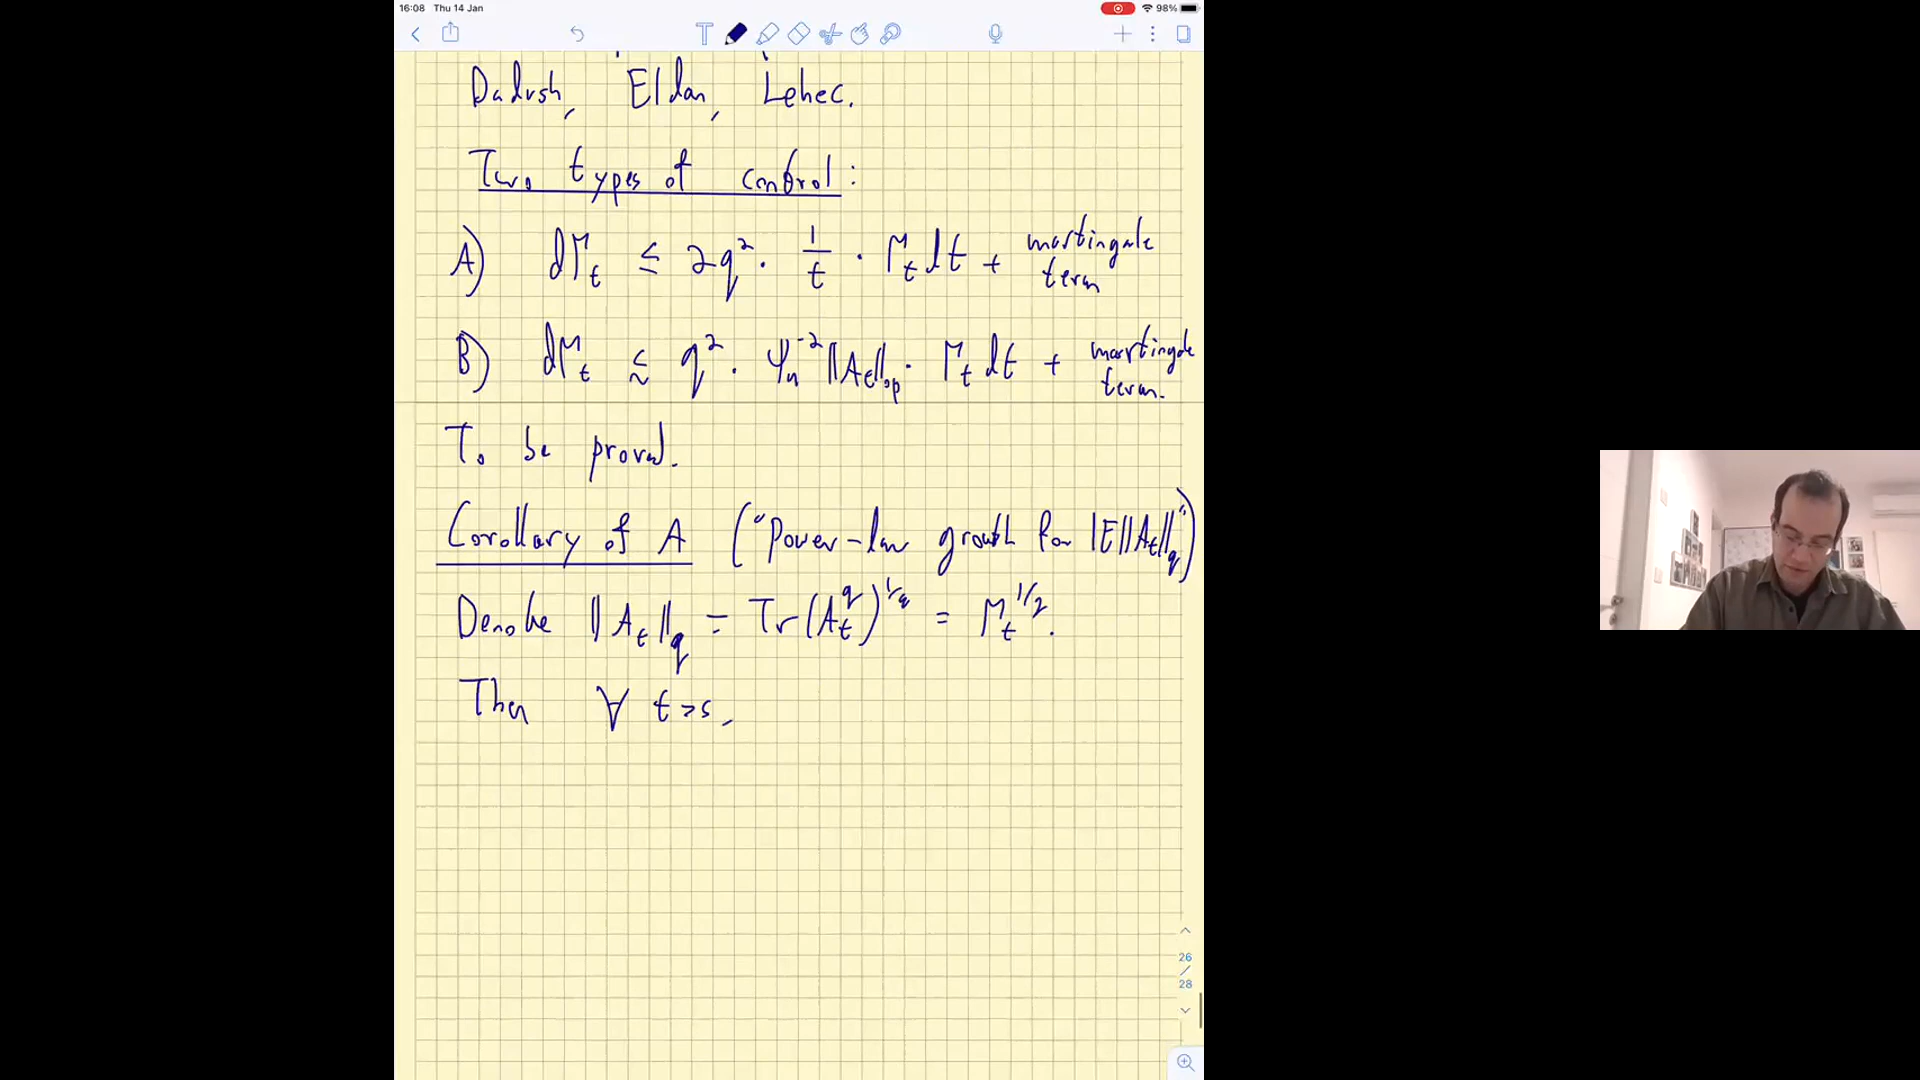 16:08 Thu 14 Jan 98%
Dadush, Eldan, Lehec.
Two types of control:
A) dΓ_t ≤ 2q² · 1/t · Γ_t dt + martingale term
B) dΓ_t ≲ q² · ψ_n^{-2} ||A_t||_op · Γ_t dt + martingale term.
To be proved.
Corollary of A ("Power-law growth for IE||A_t||_q")
Denote ||A_t||_q = Tr(A_t^q)^{1/q} = Γ_t^{1/2}.
Then ∀ t>s,
26
/
28